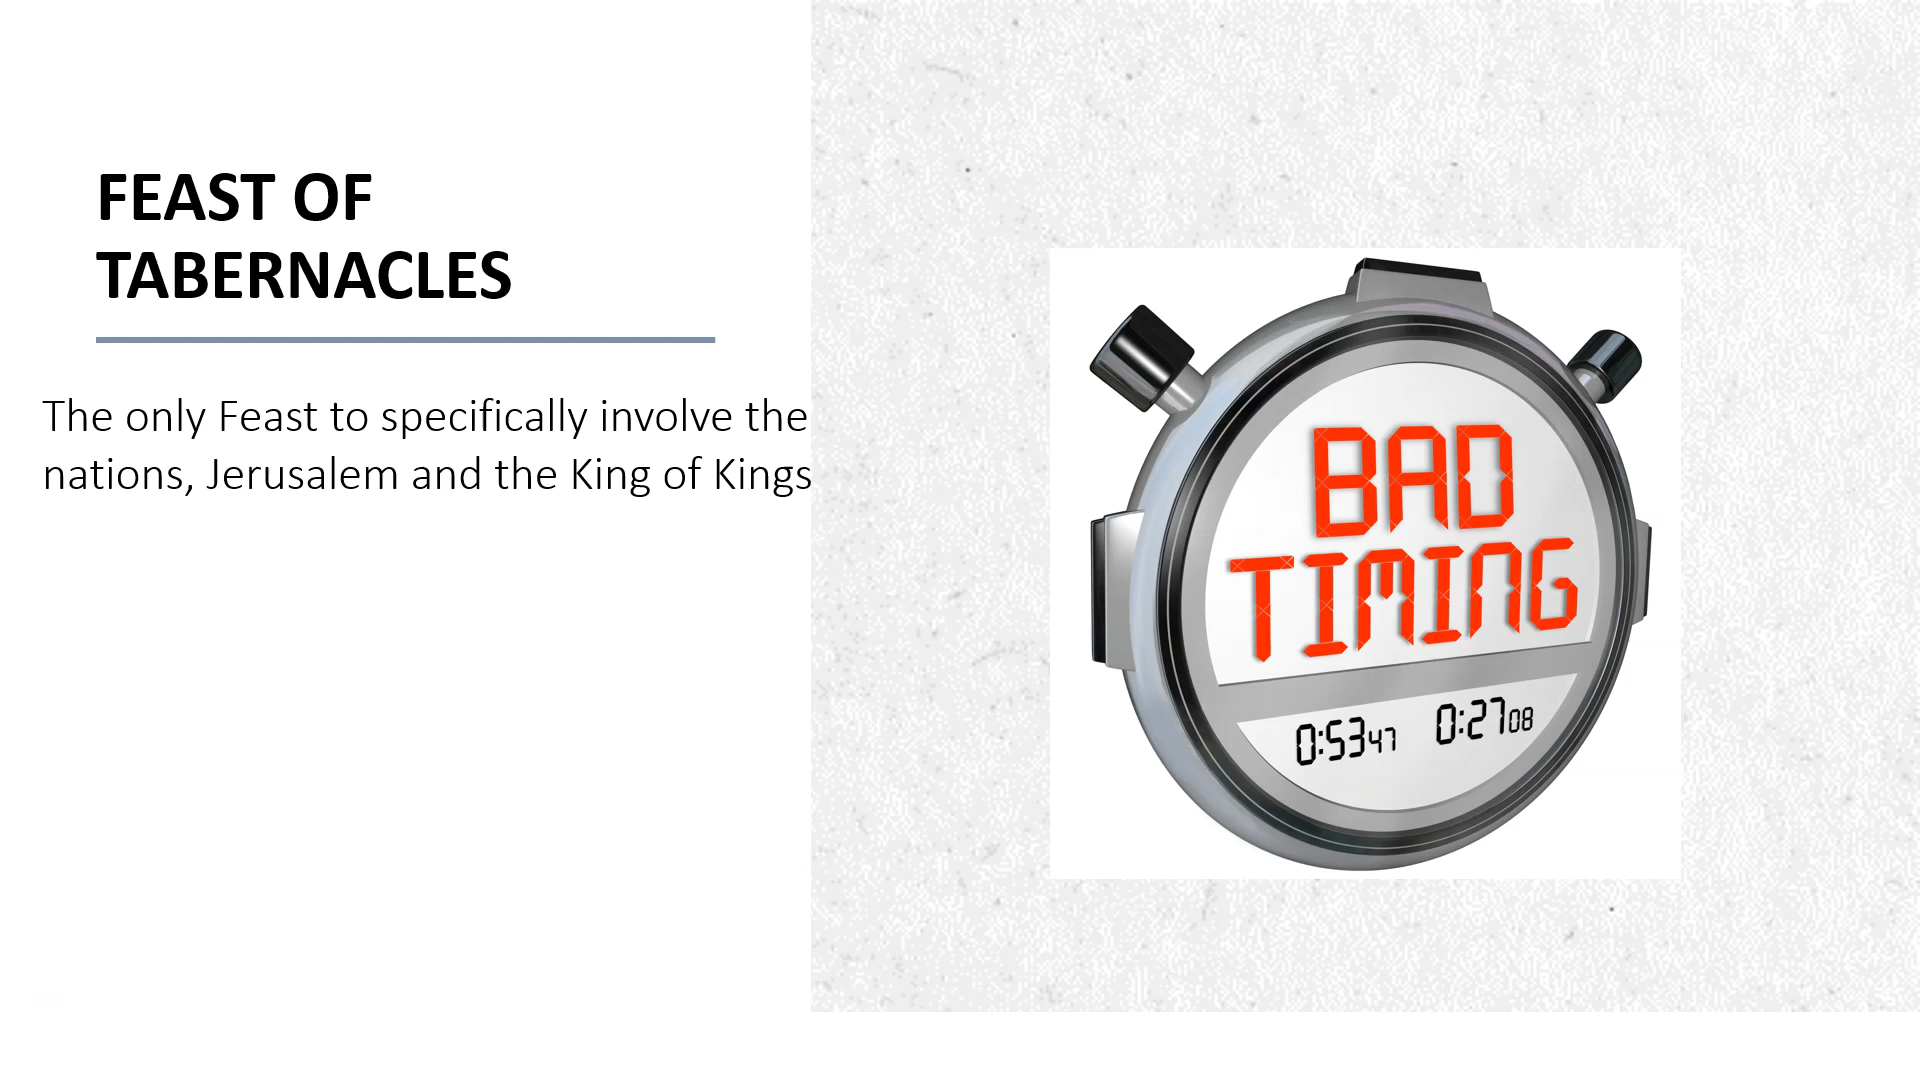 FEAST OF
TABERNACLES
The only Feast to specifically involve the
nations, Jerusalem and the King of Kings
BAD
TIMING
0:5347 0:2708